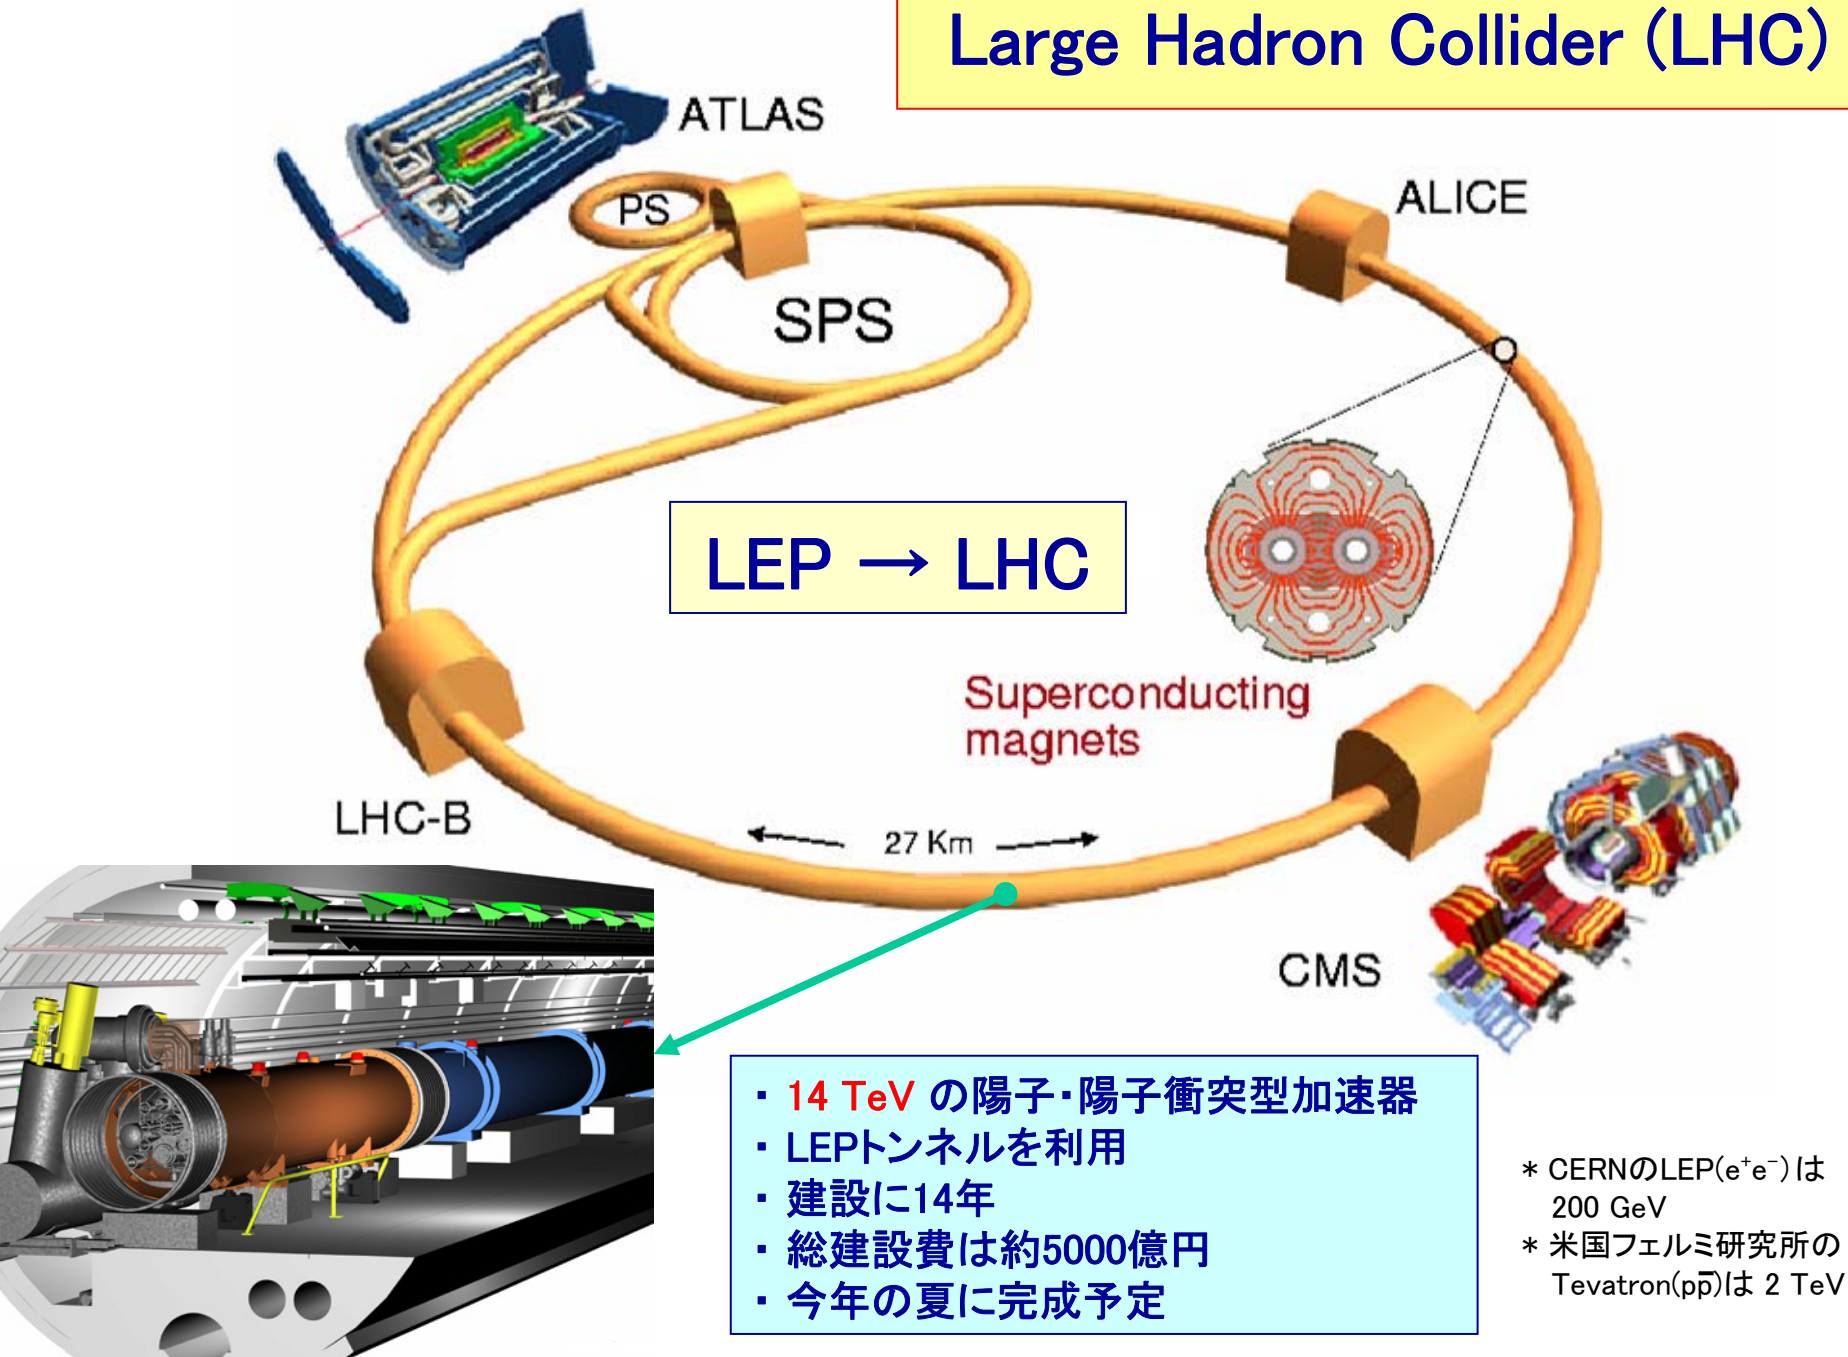 Large Hadron Collider (LHC)
ATLAS
PS
ALICE
SPS
LEP → LHC
Superconducting
magnets
LHC-B
27 Km
CMS
・14 TeV の陽子・陽子衝突型加速器
・LEPトンネルを利用
・建設に14年
・総建設費は約5000億円
・今年の夏に完成予定
* CERNのLEP(e⁺e⁻)は
200 GeV
* 米国フェルミ研究所の
Tevatron(pp̅)は 2 TeV